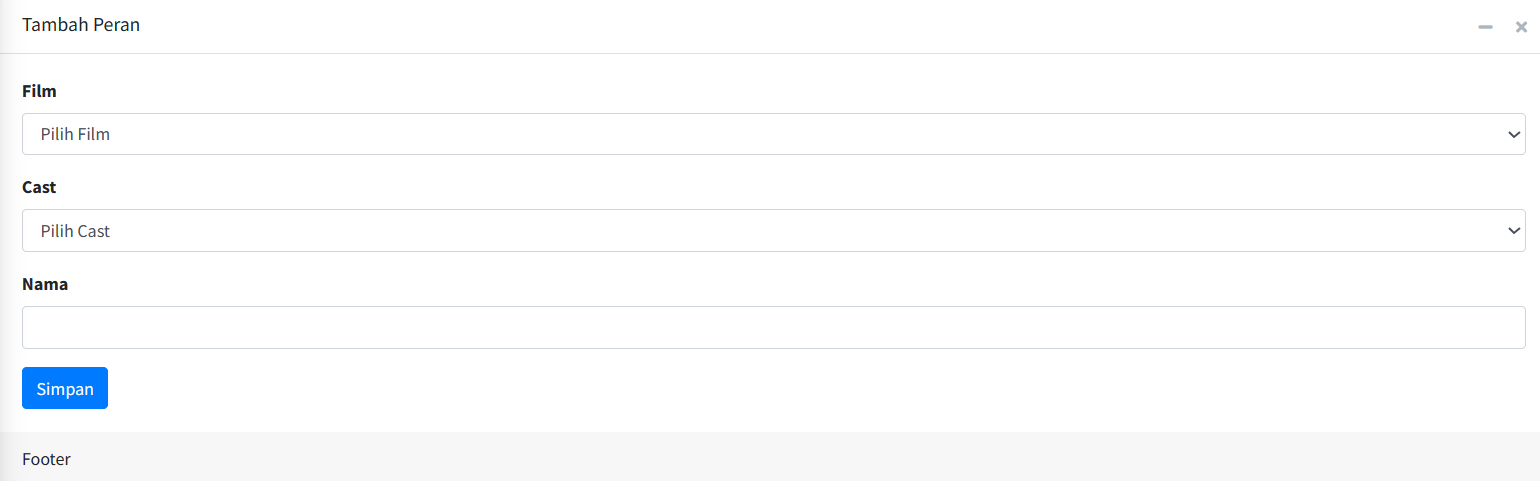 Tambah Peran
Film
Pilih Film
Cast
Pilih Cast
Nama
Simpan
Footer